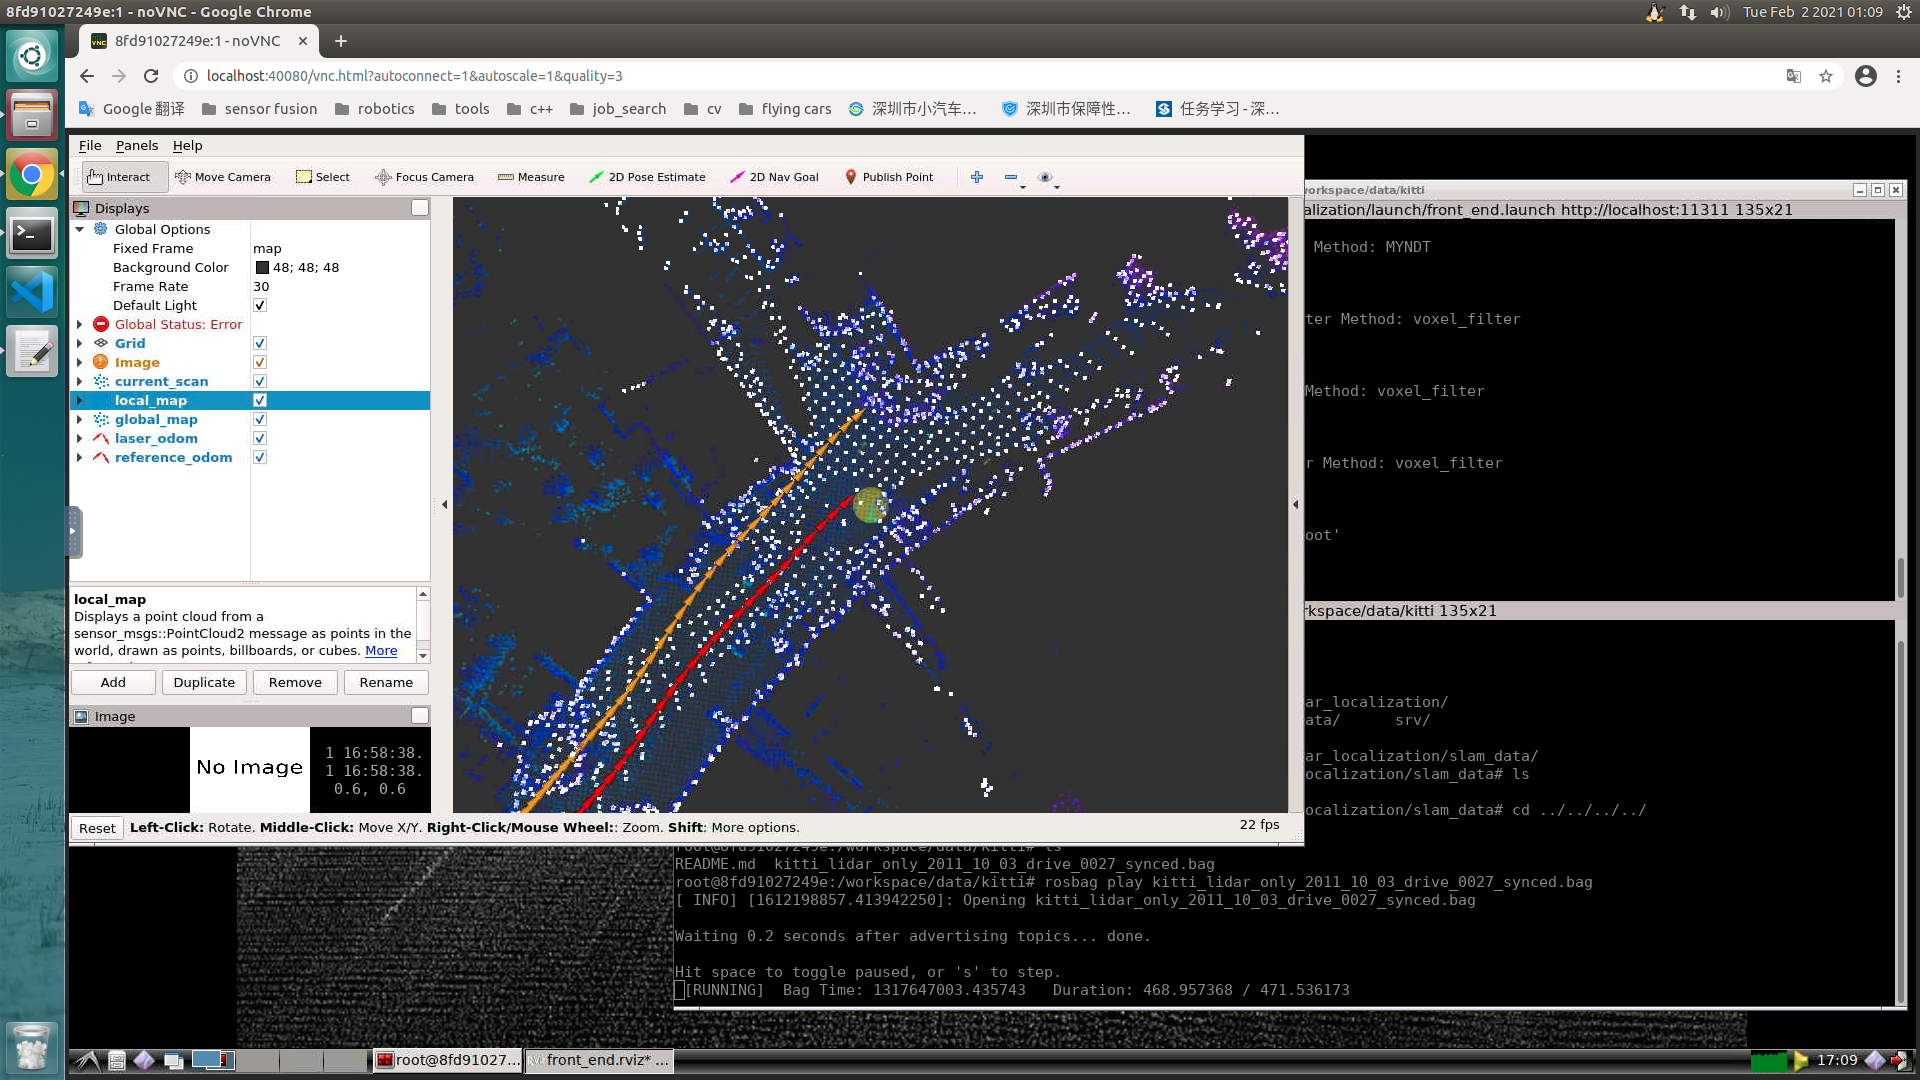 8fd91027249e:1 - noVNC - Google Chrome
Tue Feb 2 2021 01:09
8fd91027249e:1 - noVNC
localhost:40080/vnc.html?autoconnect=1&autoscale=1&quality=3
Google 翻译 sensor fusion robotics tools c++ job_search cv flying cars 深圳市小汽车... 深圳市保障性... 任务学习 - 深...
File Panels Help
Interact Move Camera Select Focus Camera Measure 2D Pose Estimate 2D Nav Goal Publish Point
Displays
Global Options
Fixed Frame map
Background Color 48; 48; 48
Frame Rate 30
Default Light
Global Status: Error
Grid
Image
current_scan
local_map
global_map
laser_odom
reference_odom
local_map
Displays a point cloud from a
sensor_msgs::PointCloud2 message as points in the
world, drawn as points, billboards, or cubes. More
Add Duplicate Remove Rename
Image
No Image
1 16:58:38.
1 16:58:38.
0.6, 0.6
Reset Left-Click: Rotate. Middle-Click: Move X/Y. Right-Click/Mouse Wheel:: Zoom. Shift: More options.
22 fps
workspace/data/kitti
alization/launch/front_end.launch http://localhost:11311 135x21
Method: MYNDT
ter Method: voxel_filter
Method: voxel_filter
r Method: voxel_filter
oot'
rkspace/data/kitti 135x21
ar_localization/
ata/ srv/
ar_localization/slam_data/
ocalization/slam_data# ls
ocalization/slam_data# cd ../../../../
root@8fd91027249e:/workspace/data/kitti# ls
README.md kitti_lidar_only_2011_10_03_drive_0027_synced.bag
root@8fd91027249e:/workspace/data/kitti# rosbag play kitti_lidar_only_2011_10_03_drive_0027_synced.bag
[ INFO] [1612198857.413942250]: Opening kitti_lidar_only_2011_10_03_drive_0027_synced.bag
Waiting 0.2 seconds after advertising topics... done.
Hit space to toggle paused, or 's' to step.
[RUNNING] Bag Time: 1317647003.435743 Duration: 468.957368 / 471.536173
root@8fd91027... front_end.rviz* ...
17:09